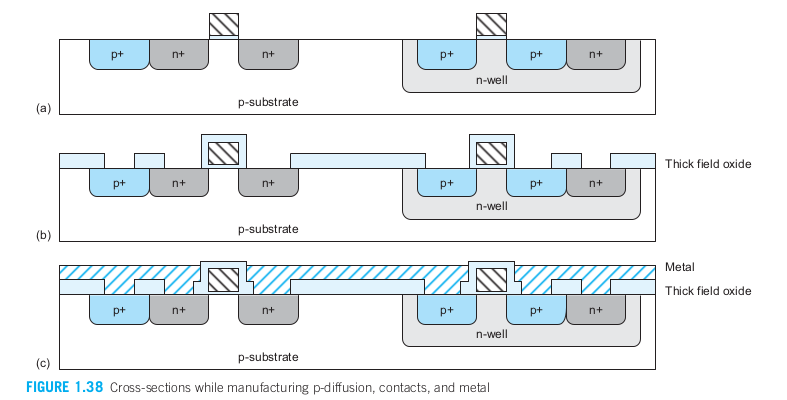 p+ n+ n+ p+ p+ n+
n-well
p-substrate
(a)
Thick field oxide
p+ n+ n+ p+ p+ n+
n-well
p-substrate
(b)
Metal
Thick field oxide
p+ n+ n+ p+ p+ n+
n-well
p-substrate
(c)
FIGURE 1.38 Cross-sections while manufacturing p-diffusion, contacts, and metal